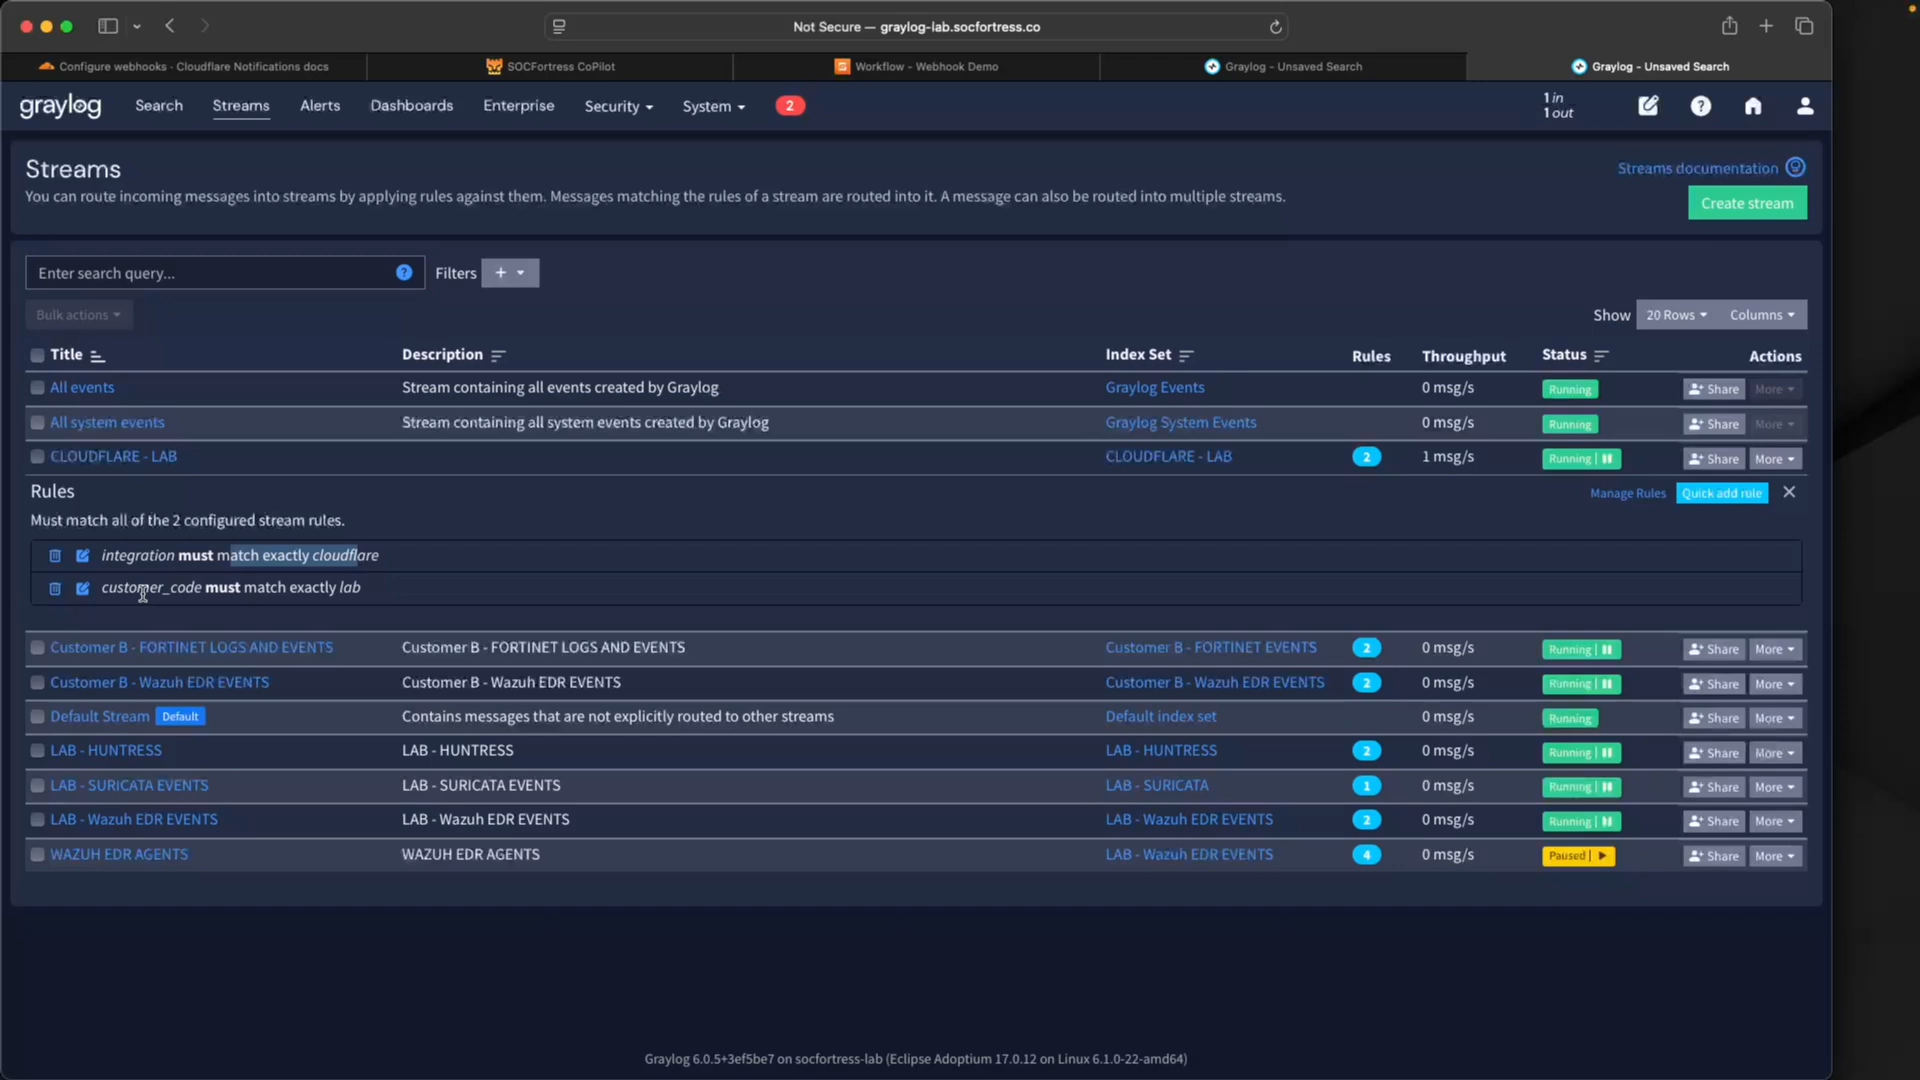 Not Secure — graylog-lab.socfortress.co
Configure webhooks · Cloudflare Notifications docs
SOCFortress CoPilot
Workflow - Webhook Demo
Graylog - Unsaved Search
Graylog - Unsaved Search
graylog Search Streams Alerts Dashboards Enterprise Security System 2
1 in
1 out
Streams
Streams documentation
You can route incoming messages into streams by applying rules against them. Messages matching the rules of a stream are routed into it. A message can also be routed into multiple streams.
Create stream
Enter search query...
Filters
Bulk actions
Show 20 Rows Columns
Title Description Index Set Rules Throughput Status Actions
All events Stream containing all events created by Graylog Graylog Events 0 msg/s Running Share More
All system events Stream containing all system events created by Graylog Graylog System Events 0 msg/s Running Share More
CLOUDFLARE - LAB CLOUDFLARE - LAB 2 1 msg/s Running Share More
Rules
Manage Rules Quick add rule
Must match all of the 2 configured stream rules.
integration must match exactly cloudflare
customer_code must match exactly lab
Customer B - FORTINET LOGS AND EVENTS Customer B - FORTINET LOGS AND EVENTS Customer B - FORTINET EVENTS 2 0 msg/s Running Share More
Customer B - Wazuh EDR EVENTS Customer B - Wazuh EDR EVENTS Customer B - Wazuh EDR EVENTS 2 0 msg/s Running Share More
Default Stream Default Contains messages that are not explicitly routed to other streams Default index set 0 msg/s Running Share More
LAB - HUNTRESS LAB - HUNTRESS LAB - HUNTRESS 2 0 msg/s Running Share More
LAB - SURICATA EVENTS LAB - SURICATA EVENTS LAB - SURICATA 1 0 msg/s Running Share More
LAB - Wazuh EDR EVENTS LAB - Wazuh EDR EVENTS LAB - Wazuh EDR EVENTS 2 0 msg/s Running Share More
WAZUH EDR AGENTS WAZUH EDR AGENTS LAB - Wazuh EDR EVENTS 4 0 msg/s Paused Share More
Graylog 6.0.5+3ef5be7 on socfortress-lab (Eclipse Adoptium 17.0.12 on Linux 6.1.0-22-amd64)